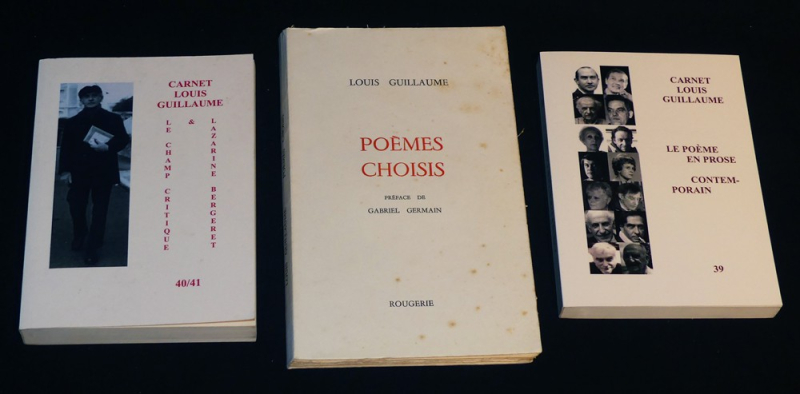 CARNET
LOUIS
GUILLAUME
LE CHAMP CRITIQUE
&
LAZARINE BERGERET
40/41
LOUIS GUILLAUME
POÈMES
CHOISIS
PRÉFACE DE
GABRIEL GERMAIN
ROUGERIE
CARNET
LOUIS
GUILLAUME
LE POÈME
EN PROSE
CONTEM-
PORAIN
39